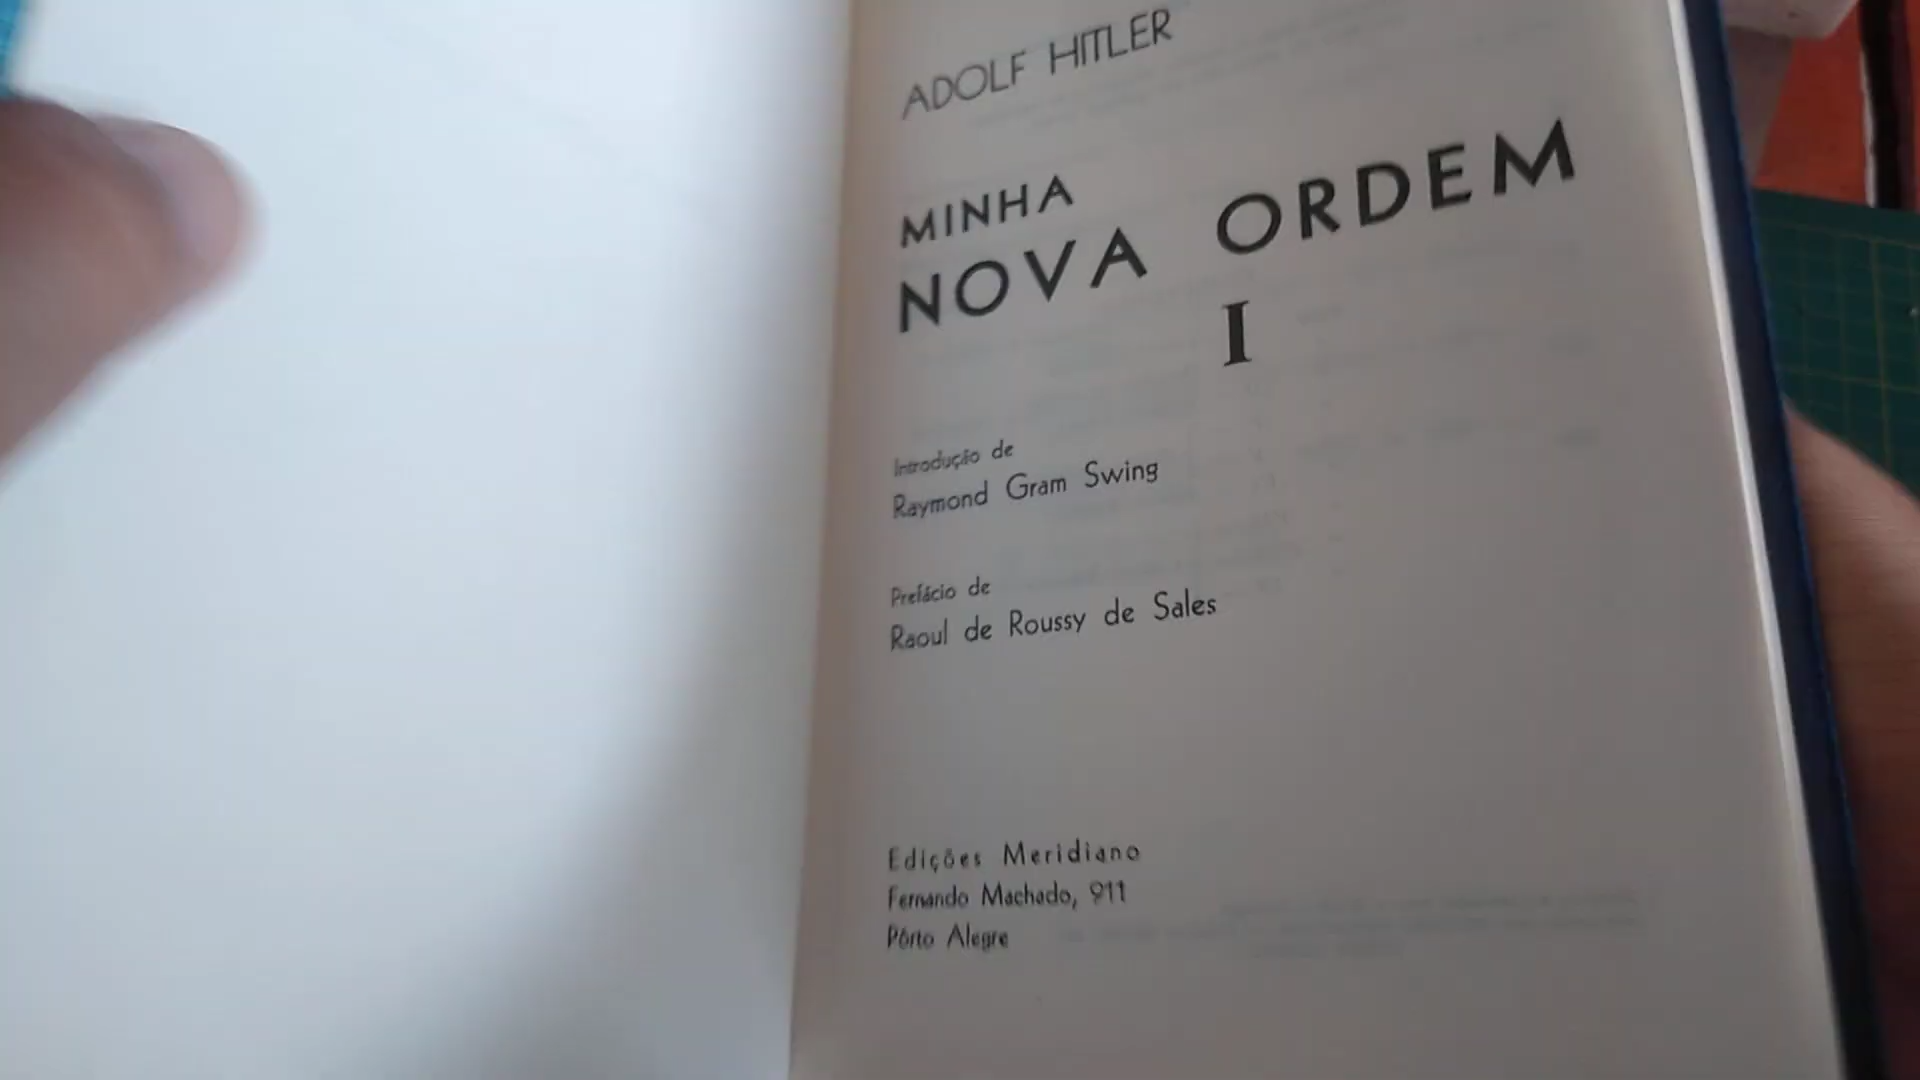 ADOLF HITLER
MINHA
NOVA ORDEM
I
Introdução de
Raymond Gram Swing
Prefácio de
Raoul de Roussy de Sales
Edições Meridiano
Fernando Machado, 911
Pôrto Alegre